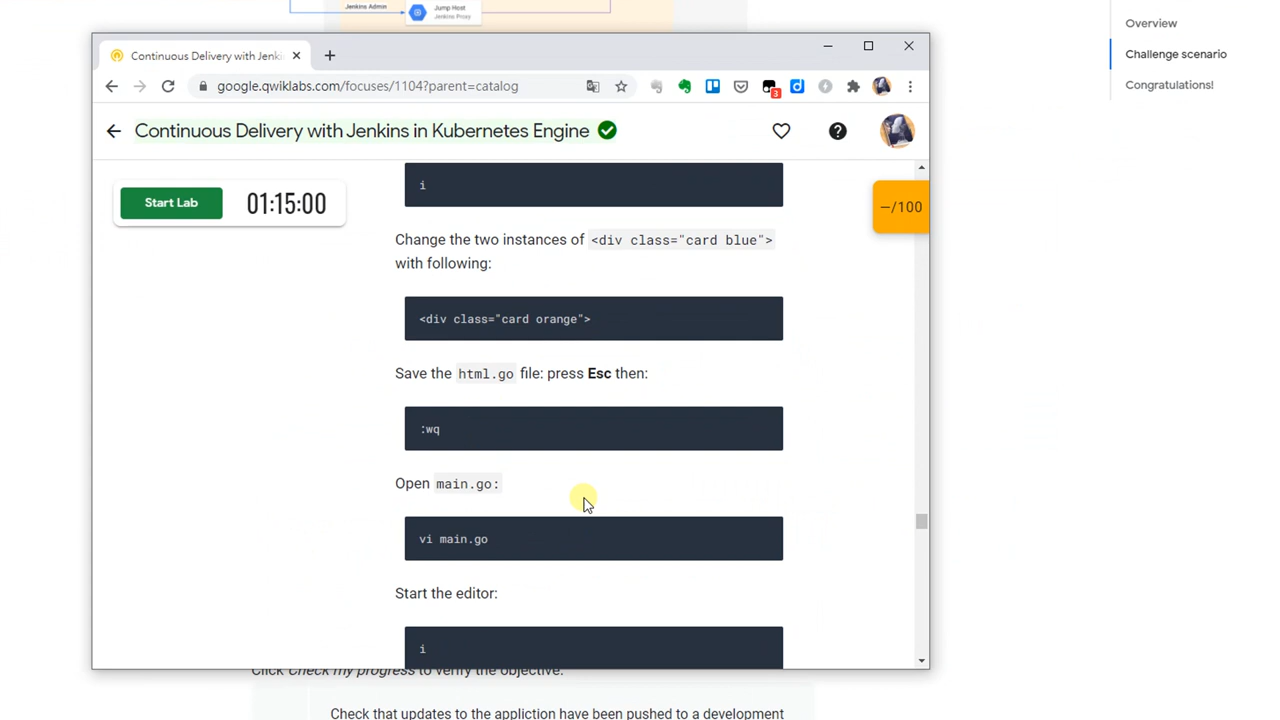 Jenkins Admin
Jump Host
Jenkins Proxy
Overview
Challenge scenario
Congratulations!
Continuous Delivery with Jenki
google.qwiklabs.com/focuses/1104?parent=catalog
3
Continuous Delivery with Jenkins in Kubernetes Engine
Start Lab
01:15:00
–/100
i
Change the two instances of <div class="card blue">
with following:
<div class="card orange">
Save the html.go file: press Esc then:
:wq
Open main.go:
vi main.go
Start the editor:
i
Click Check my progress to verify the objective.
Check that updates to the appliction have been pushed to a development